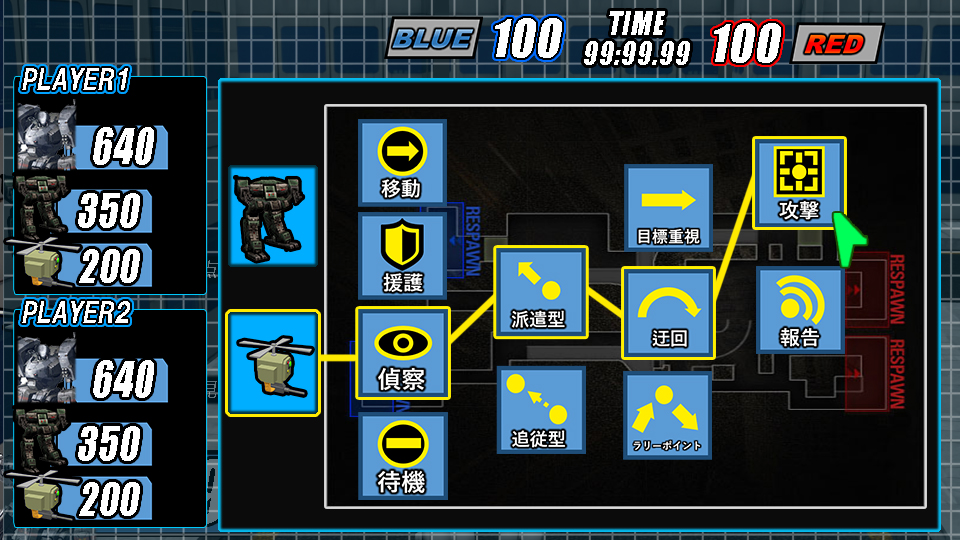 BLUE 100 TIME 100 RED
99:99.99
PLAYER1
640
350
200
PLAYER2
640
350
200
移動
援護
偵察
待機
派遣型
追従型
目標重視
迂回
ラリーポイント
攻撃
報告
RESPAWN
RESPAWN
RESPAWN